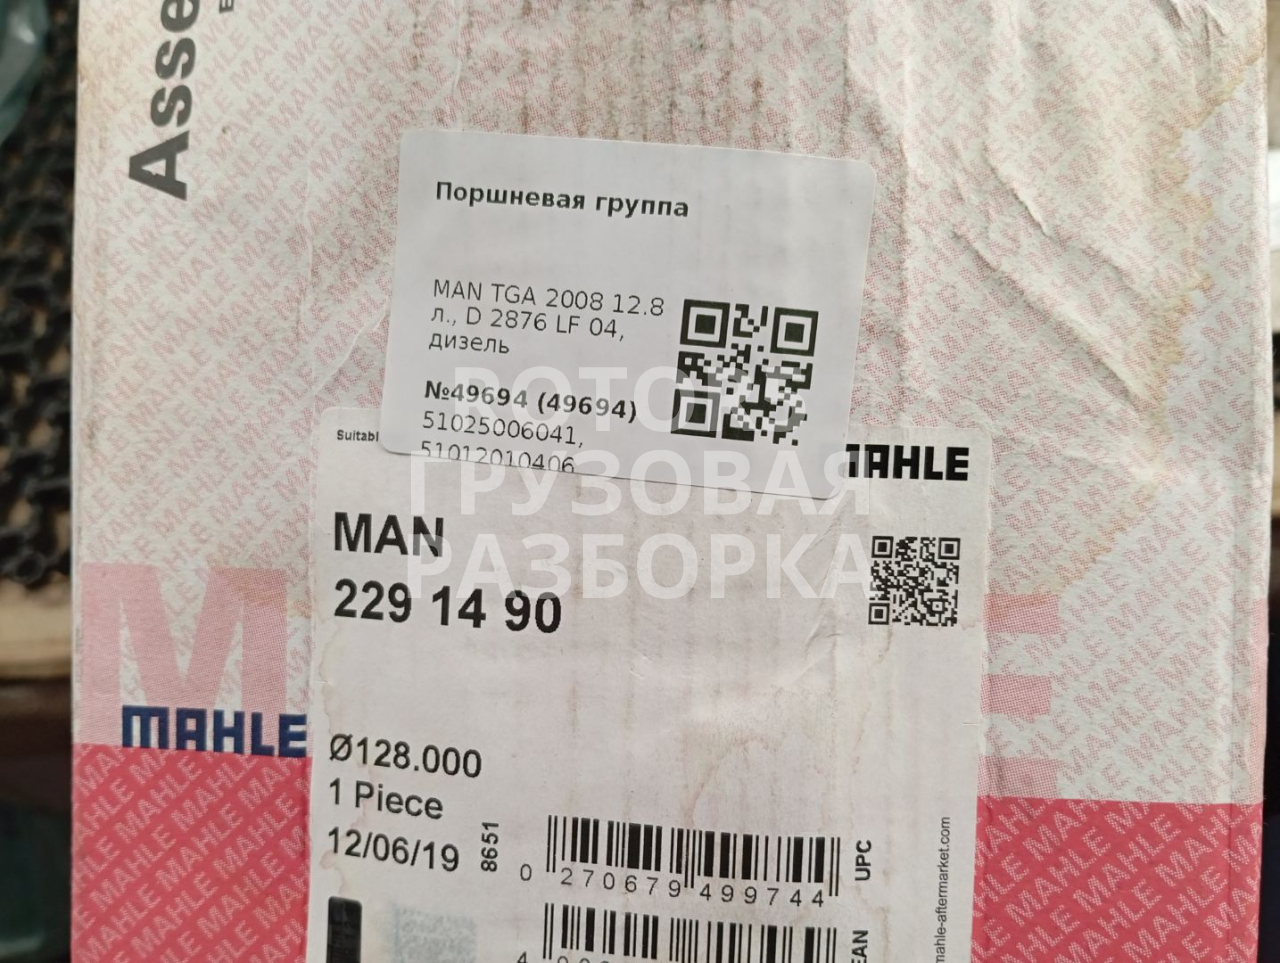 Asse
Поршневая группа
MAN TGA 2008 12.8
л., D 2876 LF 04,
дизель
№49694 (49694)
51025006041,
51012010406
ROTORS
ГРУЗОВАЯ
РАЗБОРКА
Suitabl
MAHLE
MAN
229 14 90
MAHLE
Ø128.000
1 Piece
12/06/19
8651
0 270679 499744
UPC
EAN
mahle-aftermarket.com